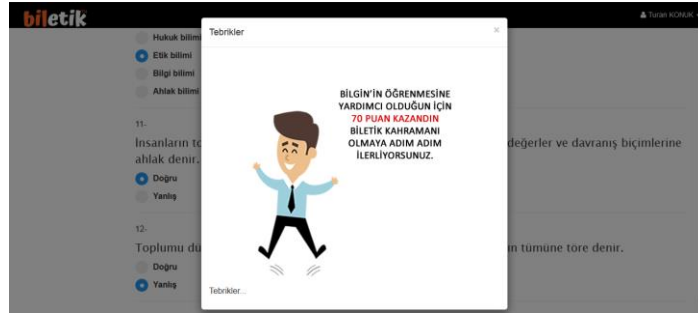 biletik
Turan KONUK
Tebrikler
×
Hukuk bilimi
Etik bilimi
Bilgi bilimi
Ahlak bilimi
BİLGİN'İN ÖĞRENMESİNE
YARDIMCI OLDUĞUN İÇİN
70 PUAN KAZANDIN
BİLETİK KAHRAMANI
OLMAYA ADIM ADIM
İLERLİYORSUNUZ.
11-
İnsanların to değerler ve davranış biçimlerine
ahlak denir.
Doğru
Yanlış
12-
Toplumu dü n tümüne töre denir.
Doğru
Yanlış
Tebrikler...